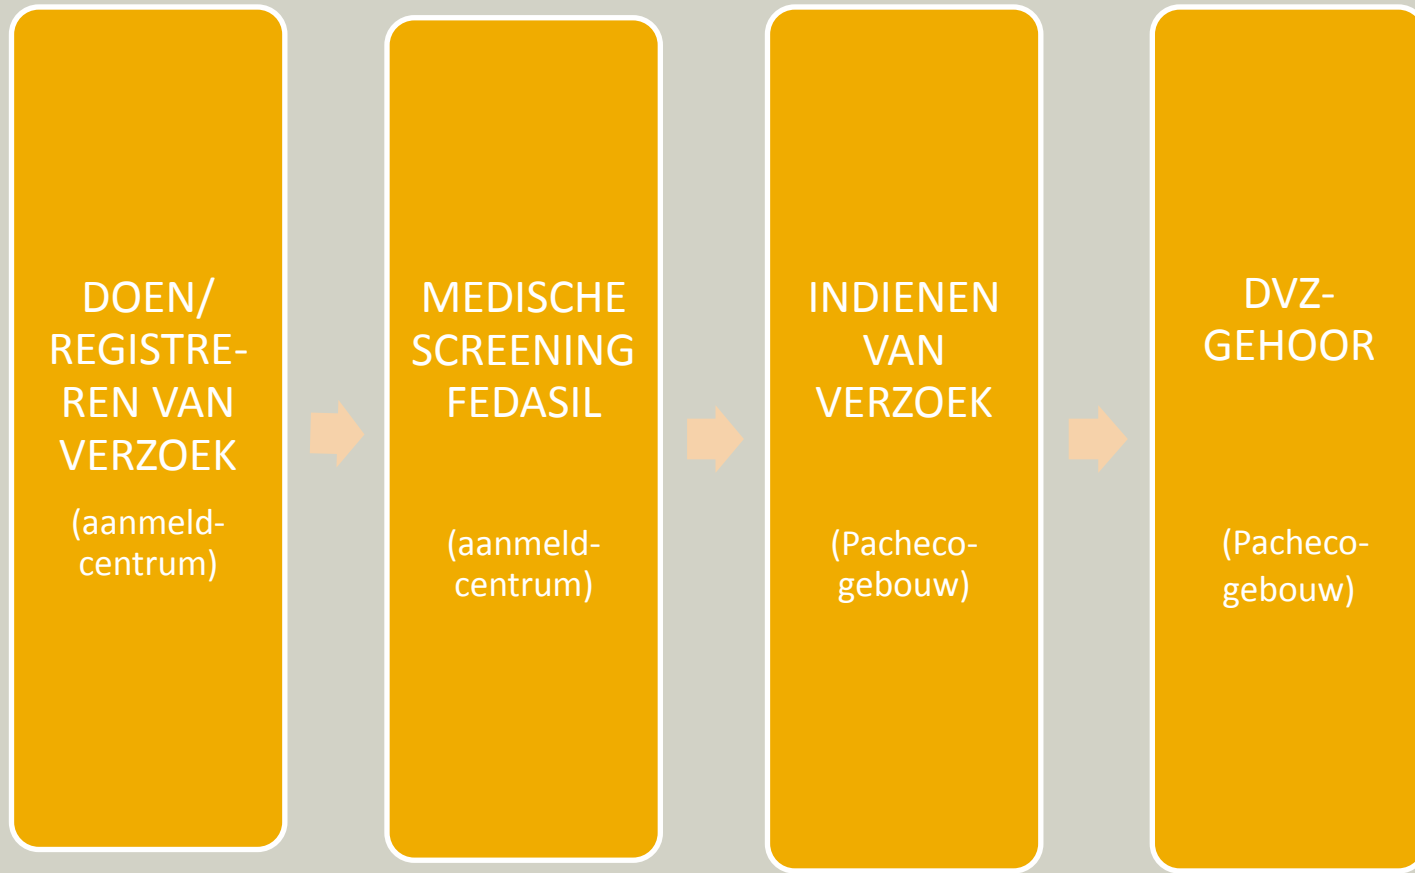 DOEN/
REGISTRE-
REN VAN
VERZOEK
(aanmeld-
centrum)
MEDISCHE
SCREENING
FEDASIL
(aanmeld-
centrum)
INDIENEN
VAN
VERZOEK
(Pacheco-
gebouw)
DVZ-
GEHOOR
(Pacheco-
gebouw)